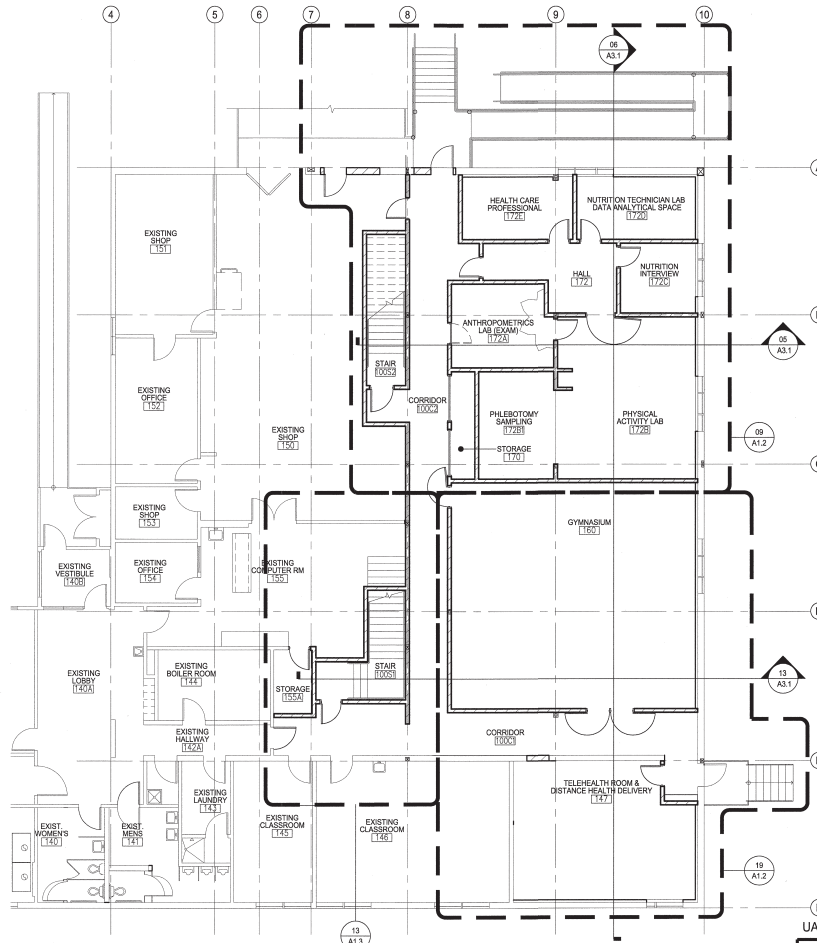 4
5
6
7
8
9
10
06
A3.1
HEALTH CARE
PROFESSIONAL
172E
NUTRITION TECHNICIAN LAB
DATA ANALYTICAL SPACE
172D
EXISTING
SHOP
151
HALL
172
NUTRITION
INTERVIEW
172C
ANTHROPOMETRICS
LAB (EXAM)
172A
05
A3.1
STAIR
100S2
EXISTING
OFFICE
152
CORRIDOR
100C2
PHLEBOTOMY
SAMPLING
172B1
PHYSICAL
ACTIVITY LAB
172B
EXISTING
SHOP
150
STORAGE
170
09
A1.2
EXISTING
SHOP
153
GYMNASIUM
160
EXISTING
VESTIBULE
140B
EXISTING
OFFICE
154
EXISTING
COMPUTER RM
155
EXISTING
LOBBY
140A
EXISTING
BOILER ROOM
144
STORAGE
155A
STAIR
100S1
13
A3.1
EXISTING
HALLWAY
142A
CORRIDOR
100C1
TELEHEALTH ROOM &
DISTANCE HEALTH DELIVERY
147
EXISTING
LAUNDRY
143
EXIST.
WOMEN'S
140
EXIST.
MENS
141
EXISTING
CLASSROOM
145
EXISTING
CLASSROOM
146
19
A1.2
13
A1.3
UA